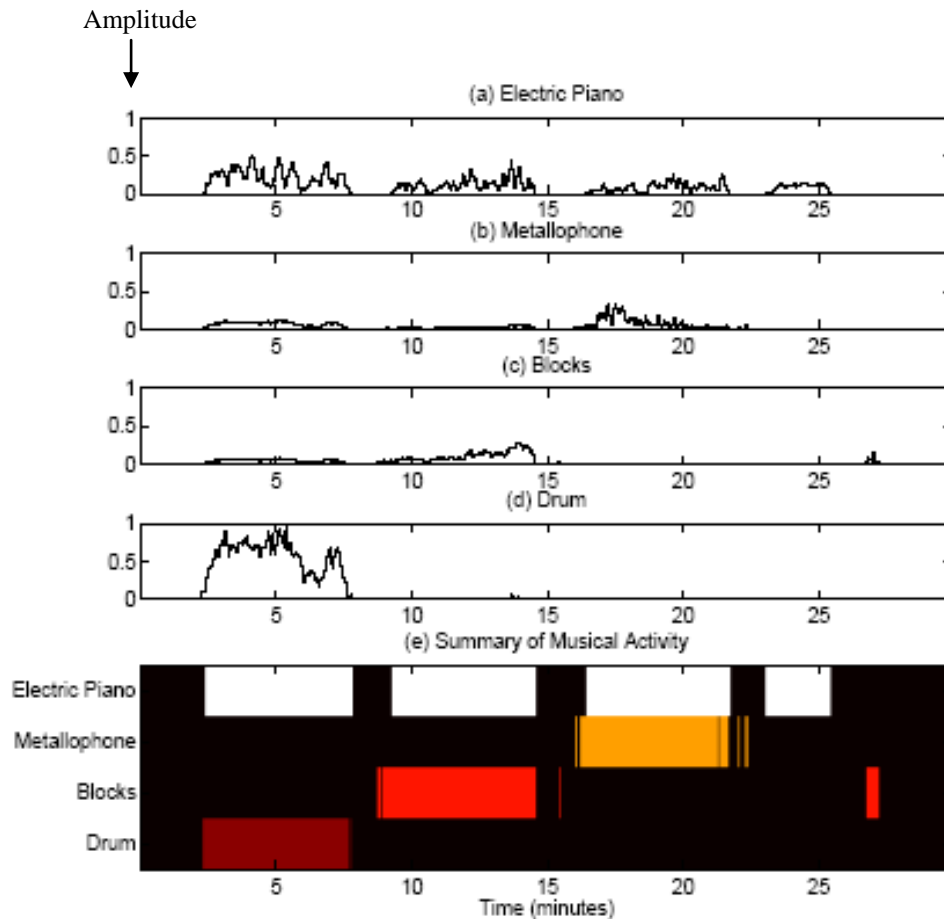 Amplitude
(a) Electric Piano
1
0.5
0
5 10 15 20 25
(b) Metallophone
1
0.5
0
5 10 15 20 25
(c) Blocks
1
0.5
0
5 10 15 20 25
(d) Drum
1
0.5
0
5 10 15 20 25
(e) Summary of Musical Activity
Electric Piano
Metallophone
Blocks
Drum
5 10 15 20 25
Time (minutes)